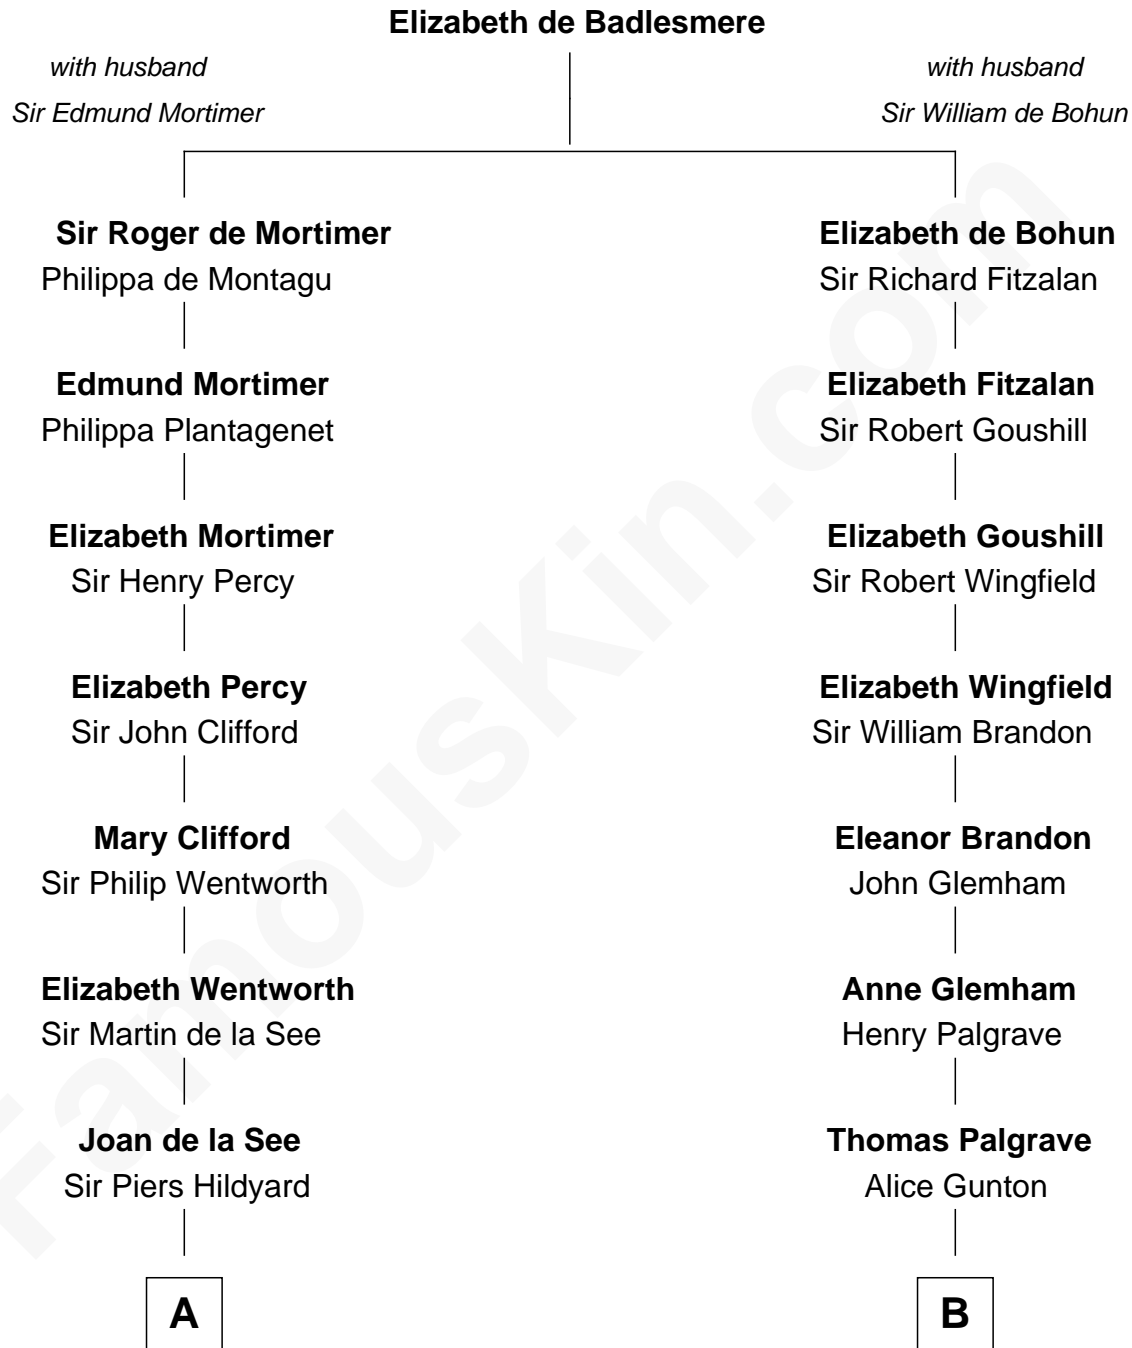 Elizabeth de Badlesmere
with husband
Sir Edmund Mortimer
with husband
Sir William de Bohun
Sir Roger de Mortimer
Philippa de Montagu
Elizabeth de Bohun
Sir Richard Fitzalan
Edmund Mortimer
Philippa Plantagenet
Elizabeth Fitzalan
Sir Robert Goushill
Elizabeth Mortimer
Sir Henry Percy
Elizabeth Goushill
Sir Robert Wingfield
Elizabeth Percy
Sir John Clifford
Elizabeth Wingfield
Sir William Brandon
Mary Clifford
Sir Philip Wentworth
Eleanor Brandon
John Glemham
Elizabeth Wentworth
Sir Martin de la See
Anne Glemham
Henry Palgrave
Joan de la See
Sir Piers Hildyard
Thomas Palgrave
Alice Gunton
A
B
FamousKin.com